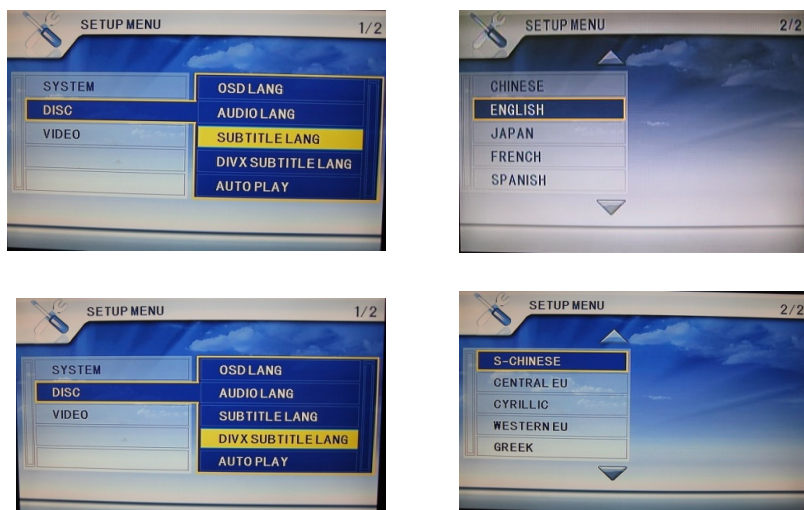 SETUP MENU 1/2
SYSTEM
DISC
VIDEO
OSD LANG
AUDIO LANG
SUBTITLE LANG
DIVX SUBTITLE LANG
AUTO PLAY
SETUP MENU 2/2
CHINESE
ENGLISH
JAPAN
FRENCH
SPANISH
SETUP MENU 1/2
SYSTEM
DISC
VIDEO
OSD LANG
AUDIO LANG
SUBTITLE LANG
DIVX SUBTITLE LANG
AUTO PLAY
SETUP MENU 2/2
S-CHINESE
CENTRAL EU
CYRILLIC
WESTERN EU
GREEK